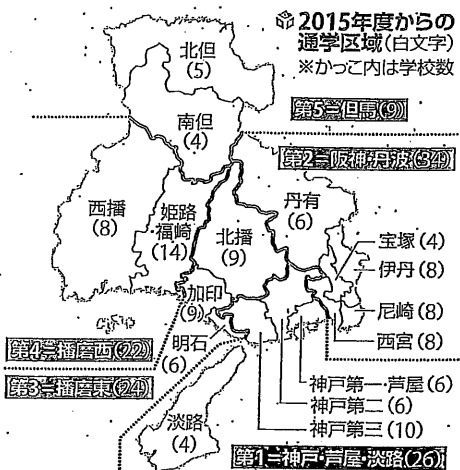 2015年度からの
通学区域(白文字)
※かっこ内は学校数
北但
(5)
第5=但馬(9)
南但
(4)
第2=阪神・丹波(34)
西播
(8)
姫路
福崎
(14)
北播
(9)
丹有
(6)
宝塚(4)
伊丹(8)
尼崎(8)
西宮(8)
加印
(9)
明石
(6)
第4=播磨西(22)
第3=播磨東(24)
神戸第一・芦屋(6)
神戸第二(6)
神戸第三(10)
淡路
(4)
第1=神戸・芦屋・淡路(26)